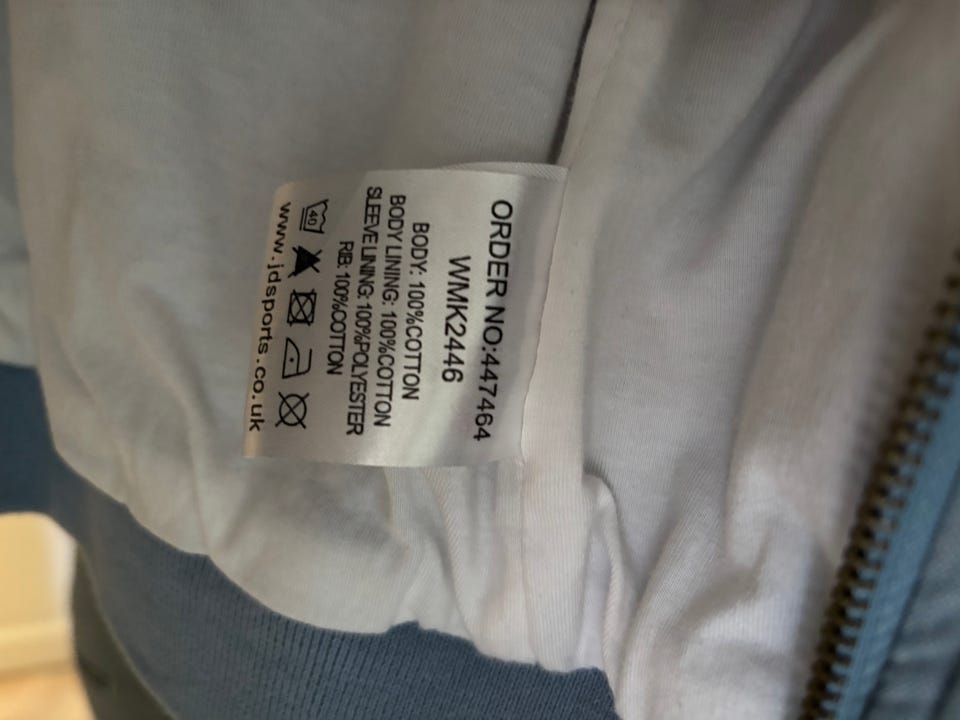 ORDER NO:447464
WMK2446
BODY: 100%COTTON
BODY LINING: 100%COTTON
SLEEVE LINING: 100%POLYESTER
RIB: 100%COTTON
40
www.jdsports.co.uk